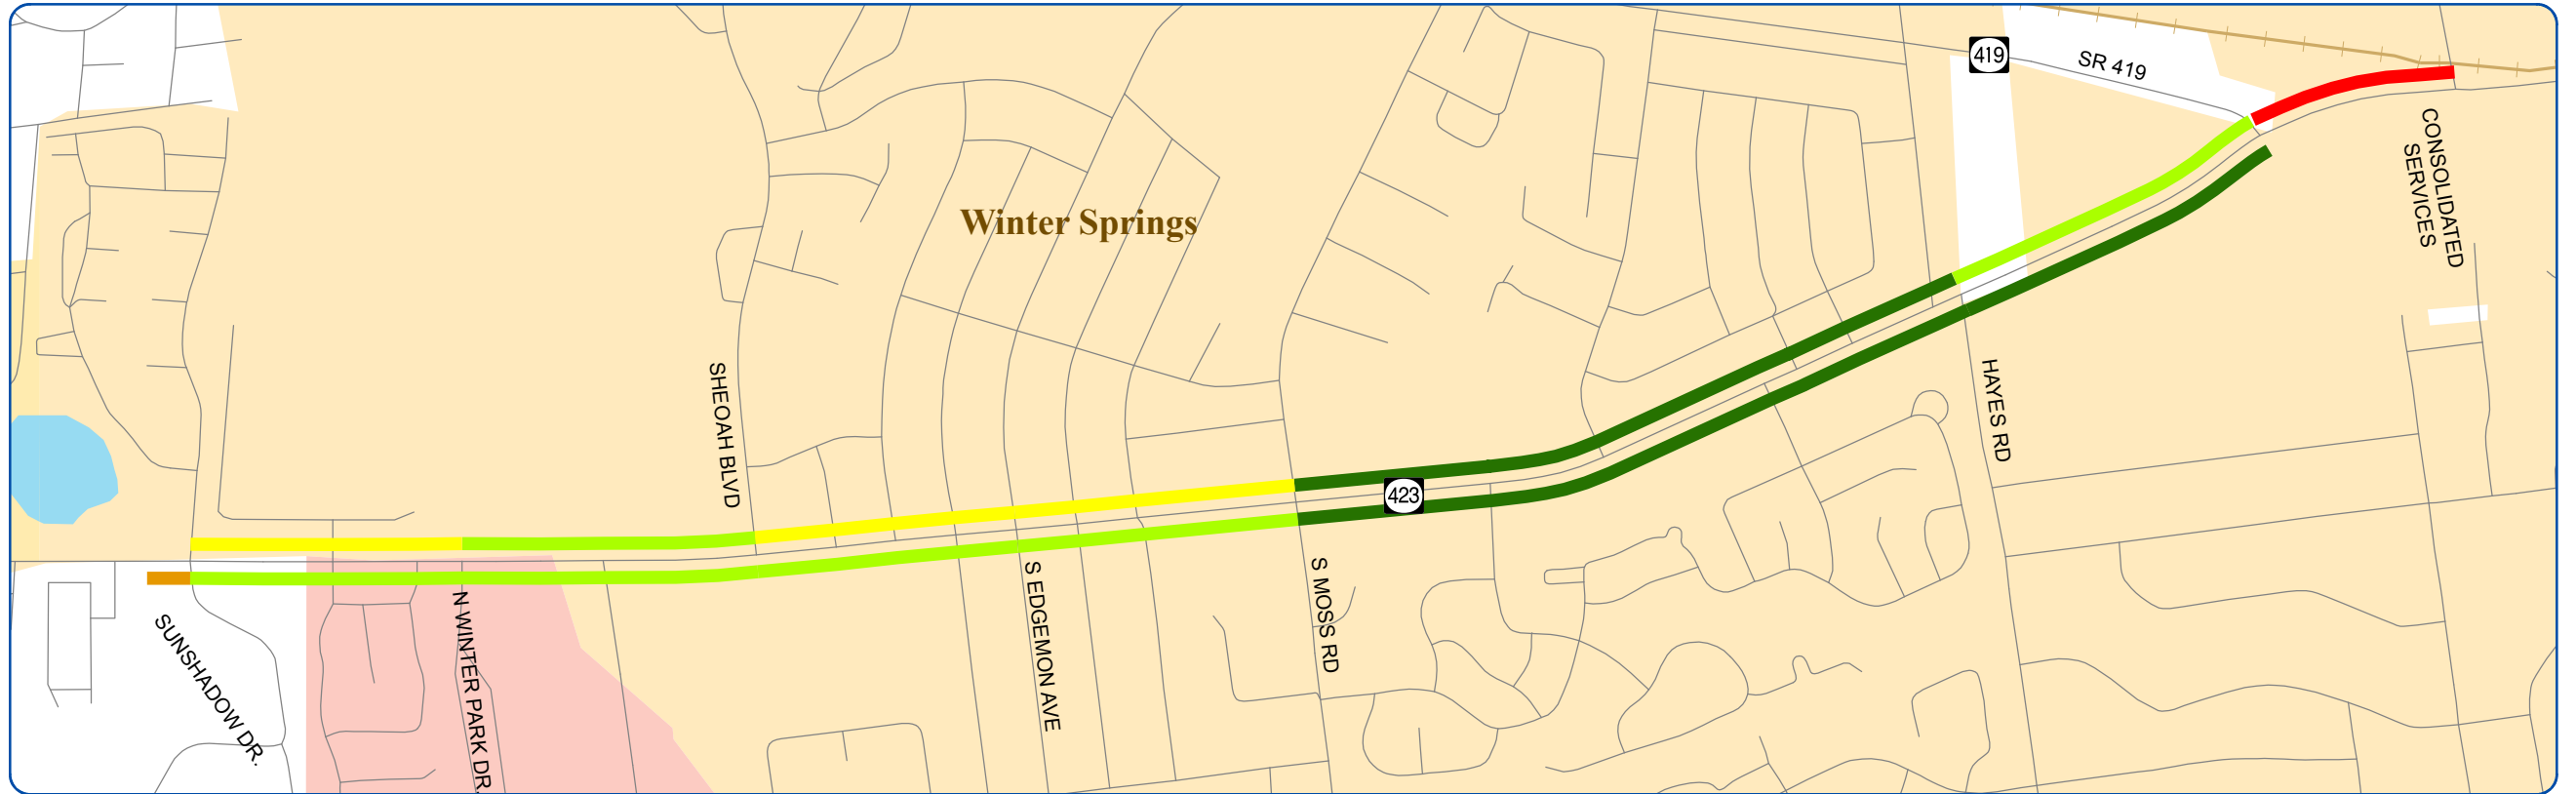 419
SR 419
CONSOLIDATED
SERVICES
Winter Springs
SHEOAH BLVD
HAYES RD
423
S EDGEMON AVE
S MOSS RD
N WINTER PARK DR.
SUNSHADOW DR.